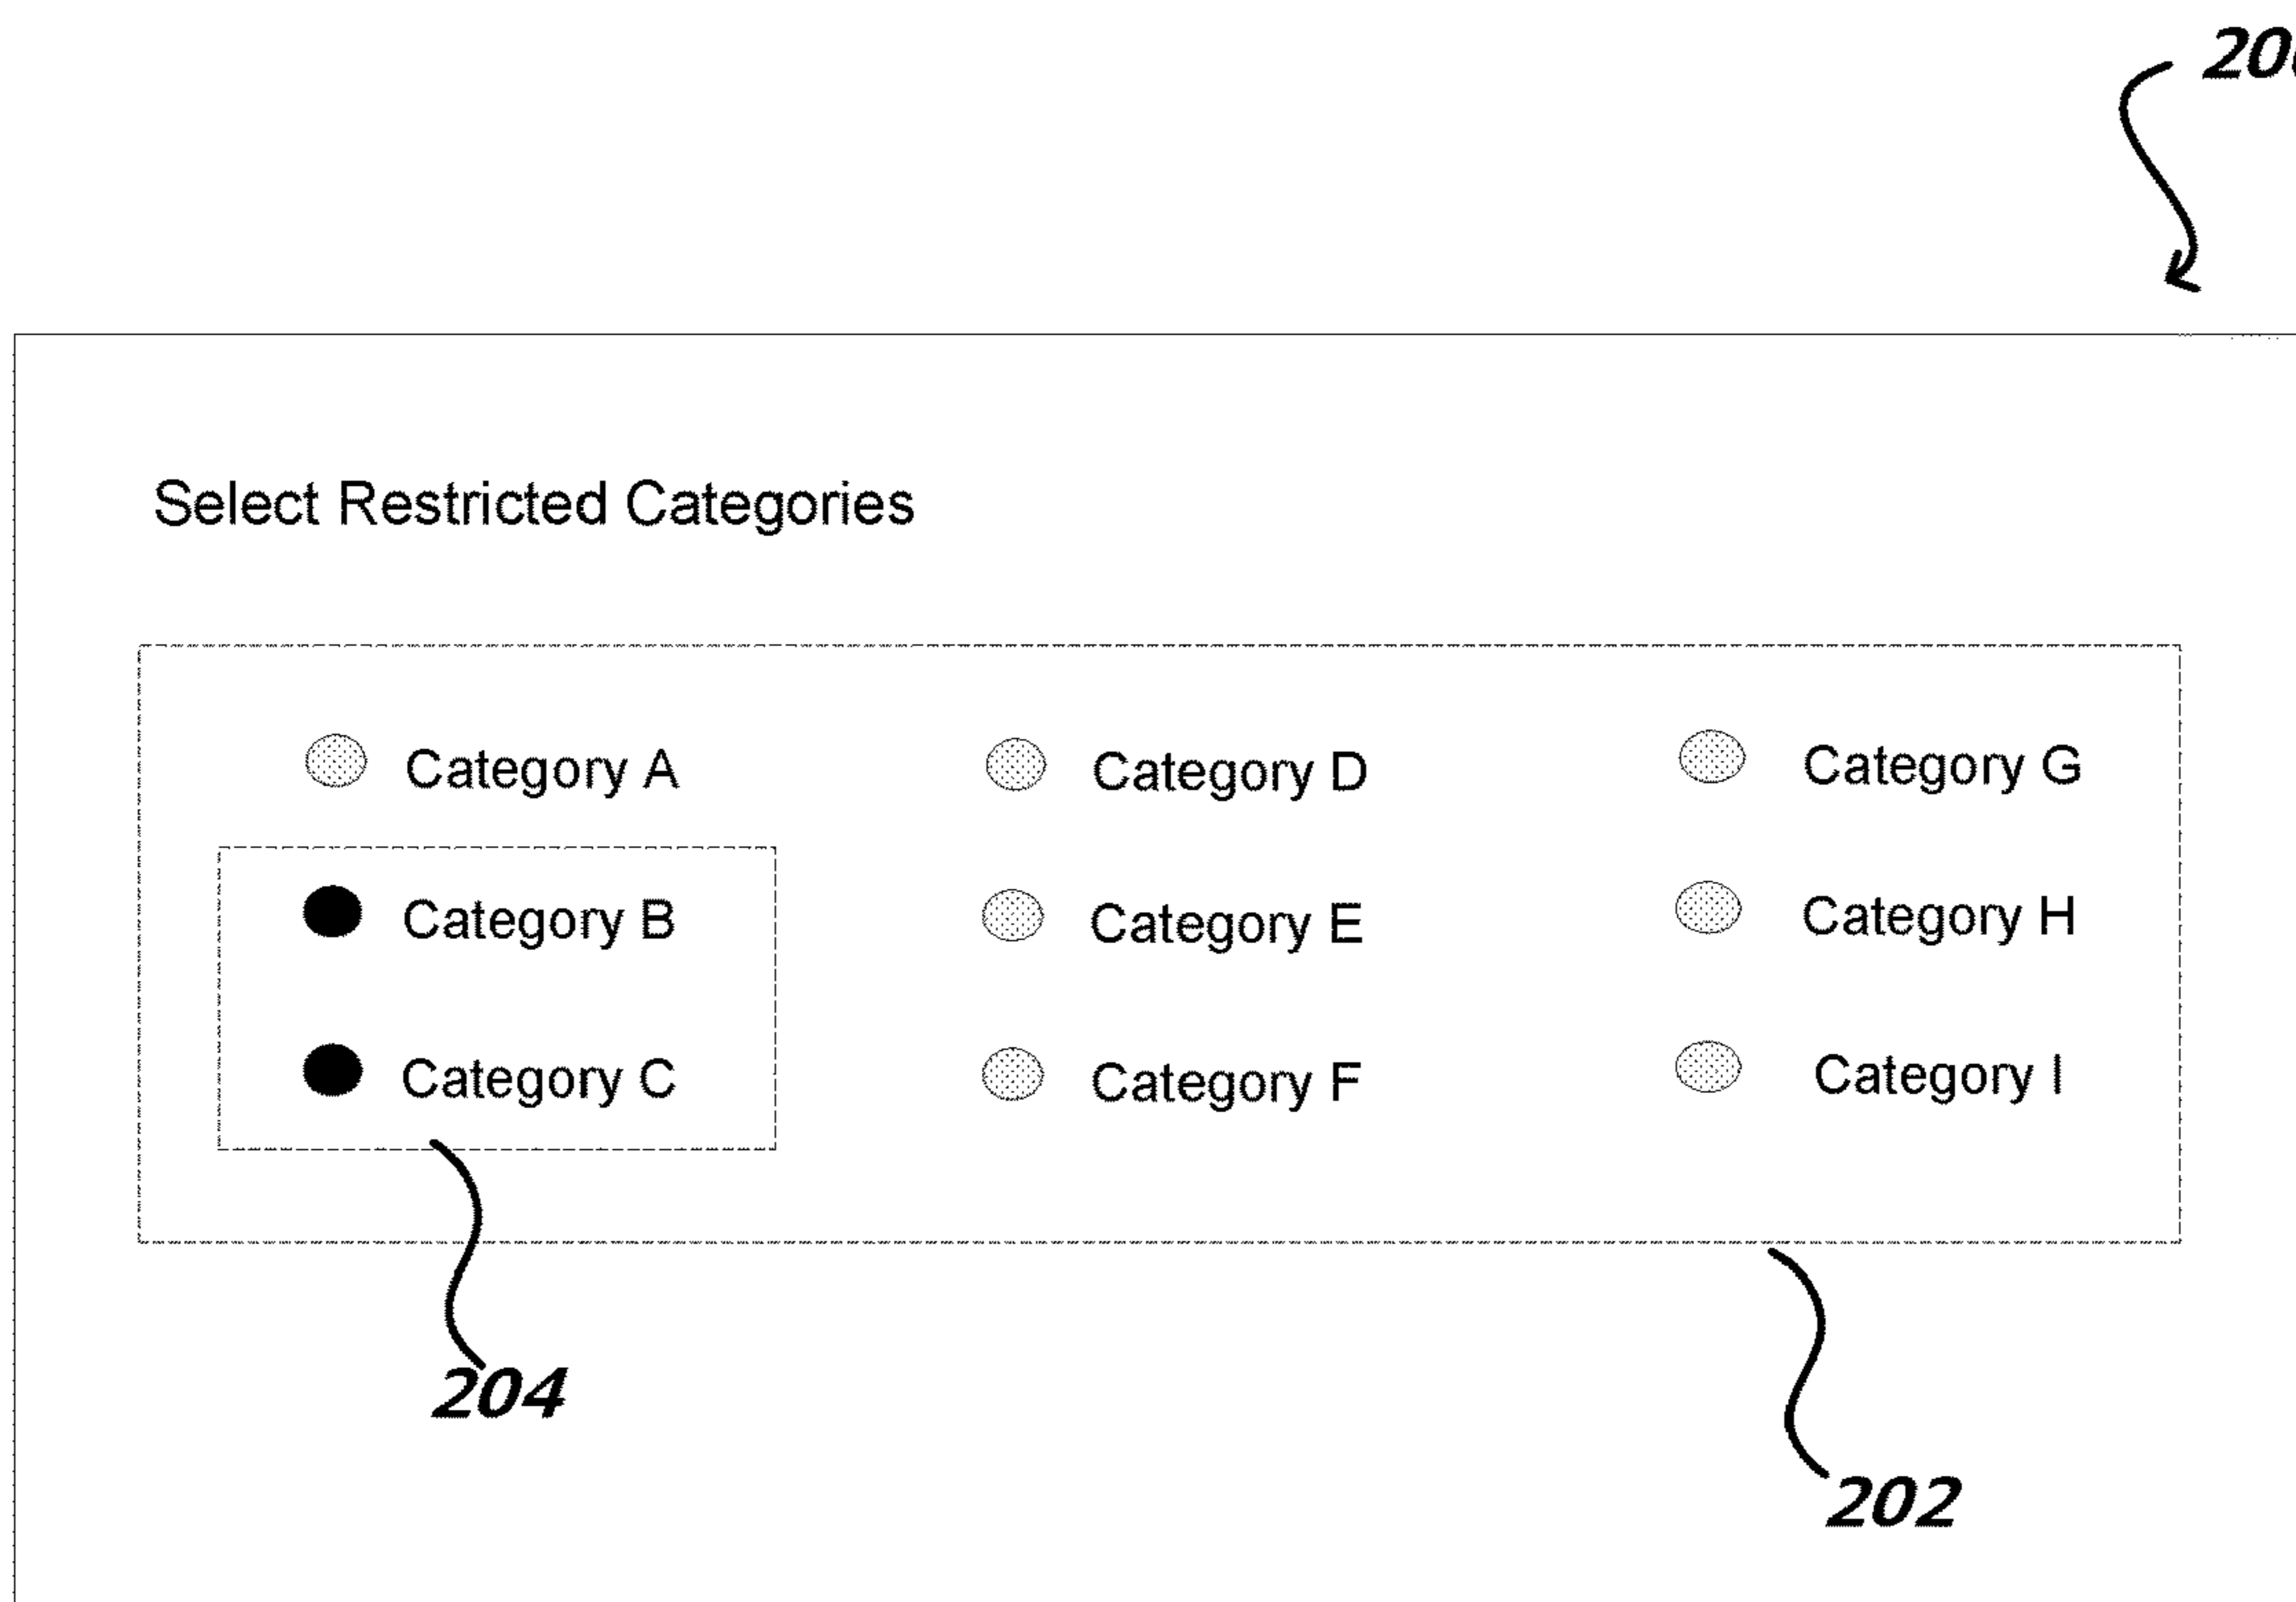 Select Restricted Categories
Category A
Category B
Category C
Category D
Category E
Category F
Category G
Category H
Category I
204
202